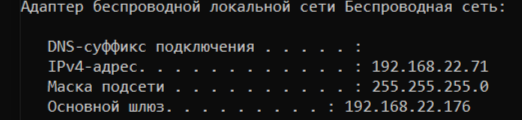 Адаптер беспроводной локальной сети Беспроводная сеть:
DNS-суффикс подключения . . . . . :
IPv4-адрес. . . . . . . . . . . . : 192.168.22.71
Маска подсети . . . . . . . . . . : 255.255.255.0
Основной шлюз. . . . . . . . . : 192.168.22.176